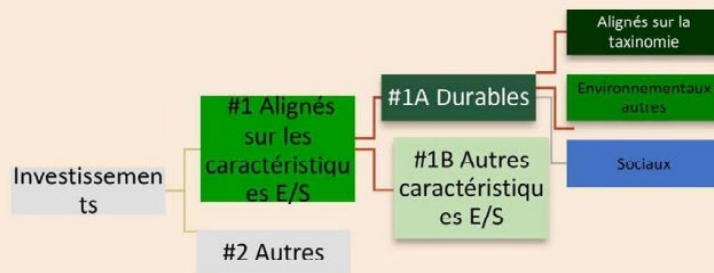 Investissemen
ts
#1 Alignés
sur les
caractéristiqu
es E/S
#2 Autres
#1A Durables
#1B Autres
caractéristiqu
es E/S
Alignés sur la
taxinomie
Environnementaux
autres
Sociaux